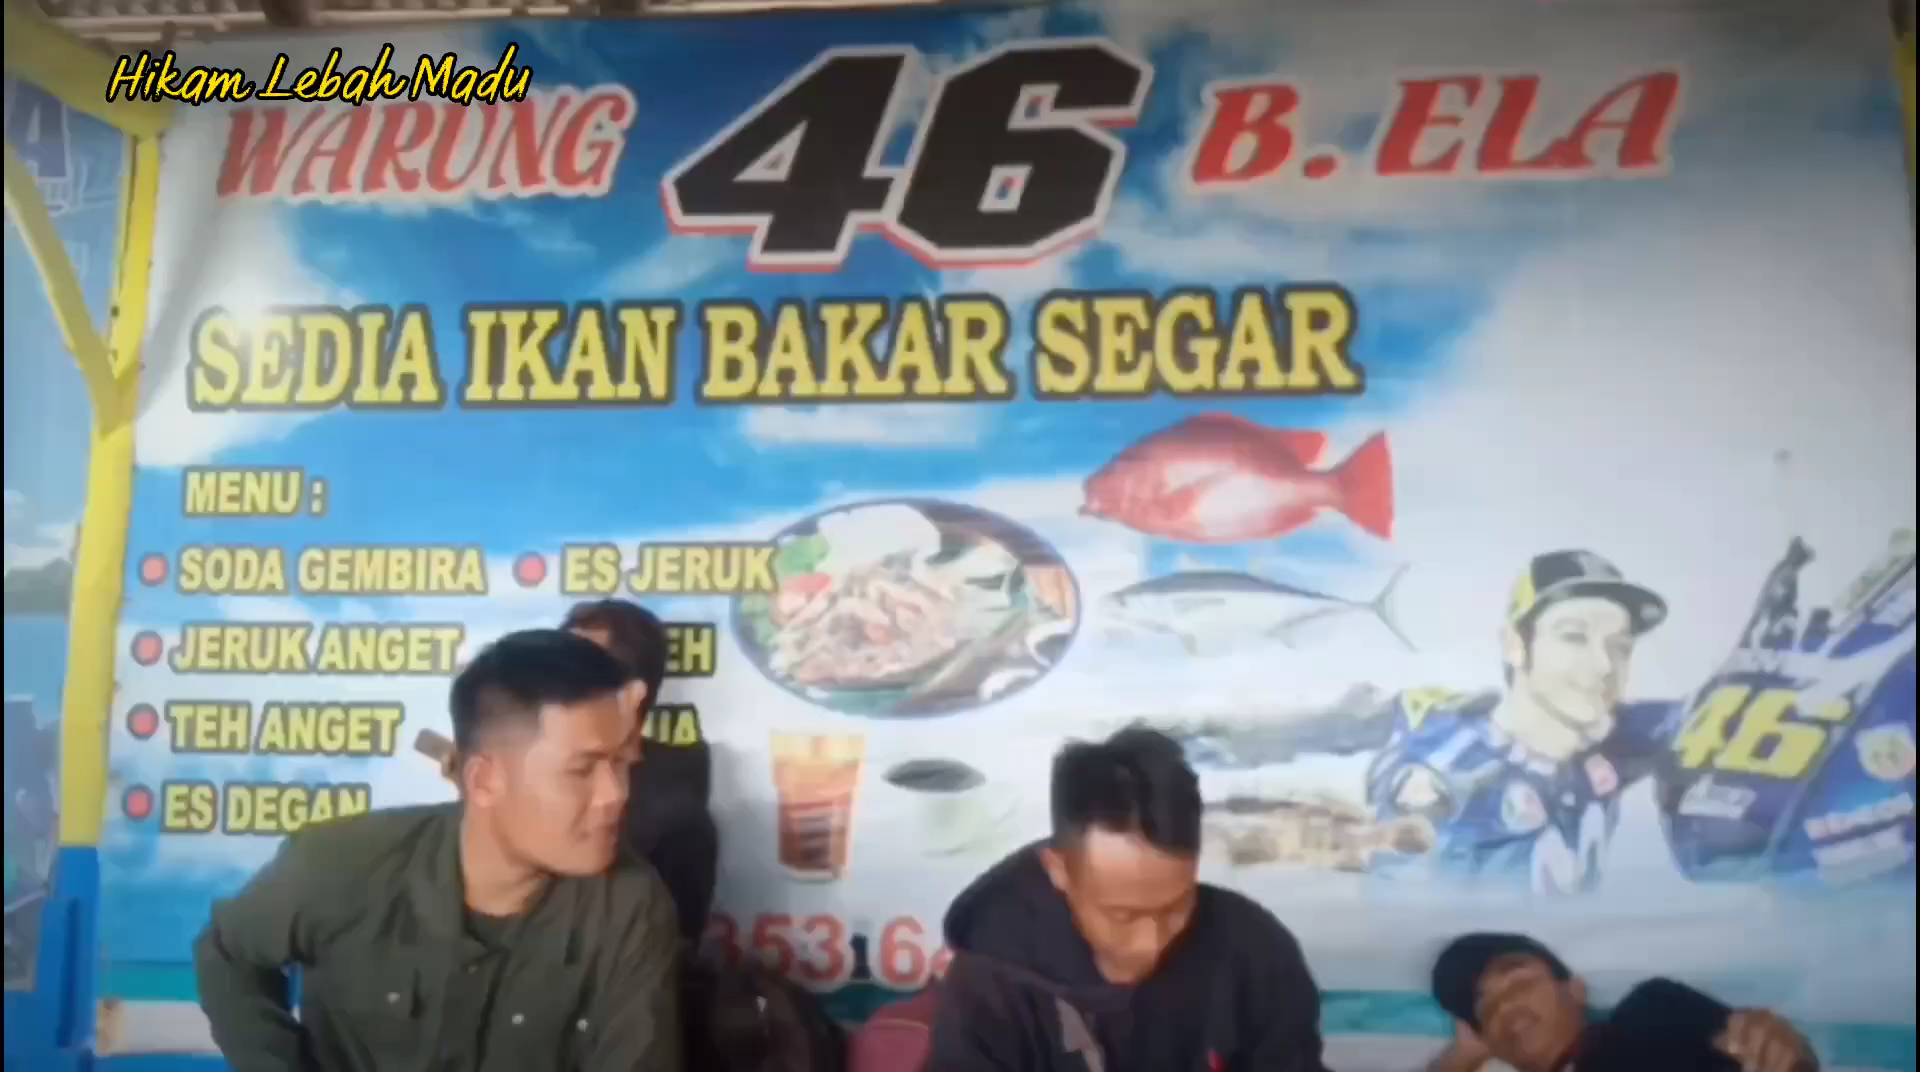 Hikam Lebah Madu
WARUNG 46 B. ELA
SEDIA IKAN BAKAR SEGAR
MENU :
SODA GEMBIRA
ES JERUK
JERUK ANGET
TEH ANGET
ES DEGAN
46